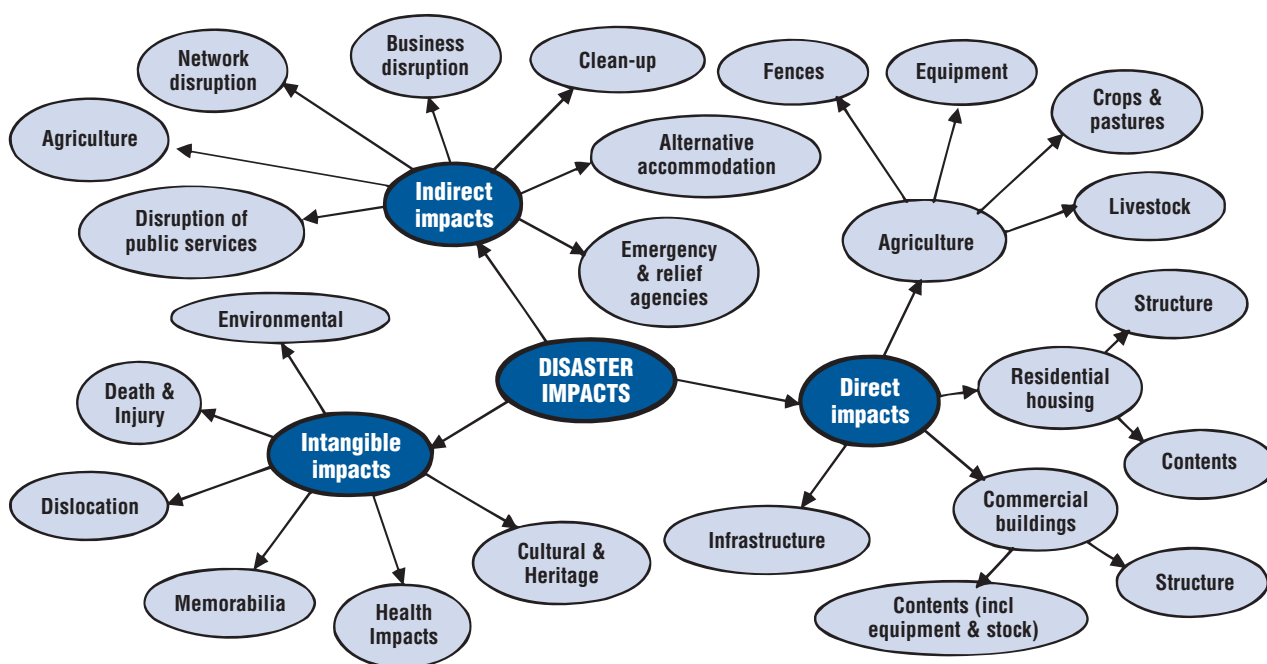 Network
disruption
Business
disruption
Clean-up
Fences
Equipment
Crops &
pastures
Agriculture
Alternative
accommodation
Indirect
impacts
Livestock
Disruption of
public services
Agriculture
Emergency
& relief
agencies
Environmental
Structure
DISASTER
IMPACTS
Direct
impacts
Residential
housing
Death &
Injury
Intangible
impacts
Contents
Dislocation
Commercial
buildings
Infrastructure
Cultural &
Heritage
Structure
Memorabilia
Health
Impacts
Contents (incl
equipment & stock)